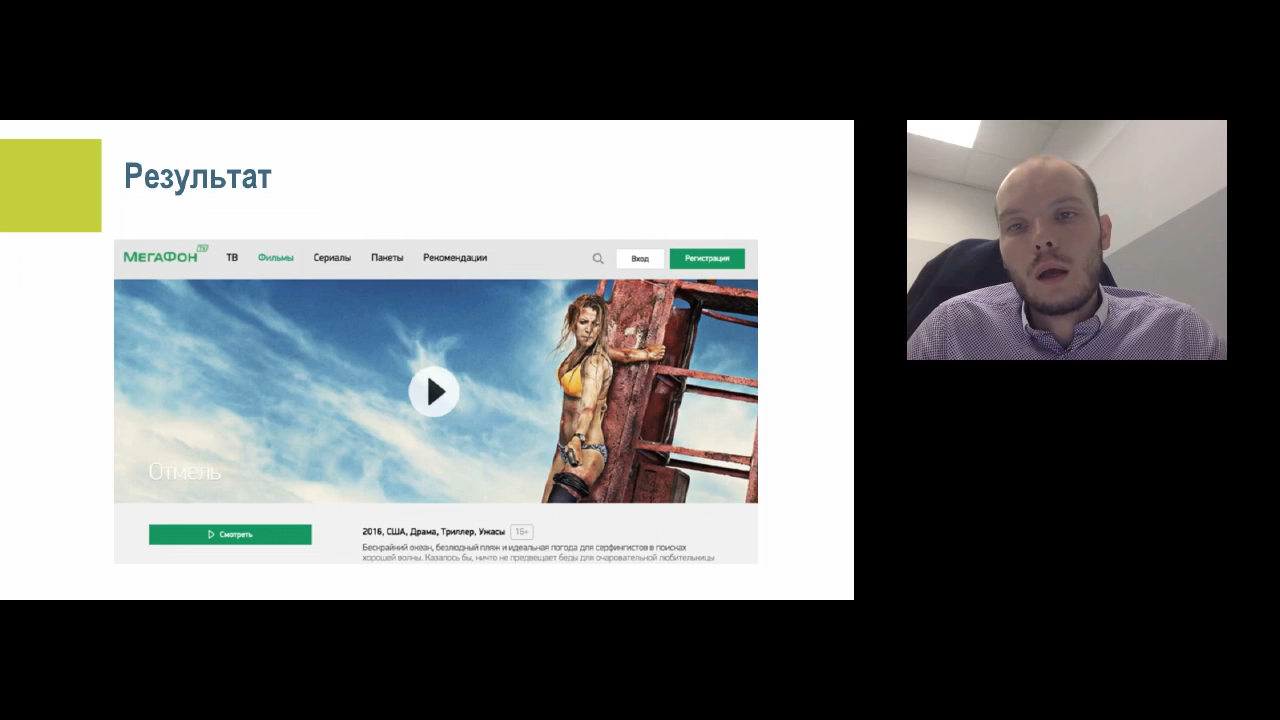 Результат
МЕГАФОН TV ТВ Фильмы Сериалы Пакеты Рекомендации Вход Регистрация
Отмель
Смотреть
2016, США, Драма, Триллер, Ужасы 16+
Бескрайний океан, безлюдный пляж и идеальная погода для серфингистов в поисках
хорошей волны. Казалось бы, ничто не предвещает беды для очаровательной любительницы